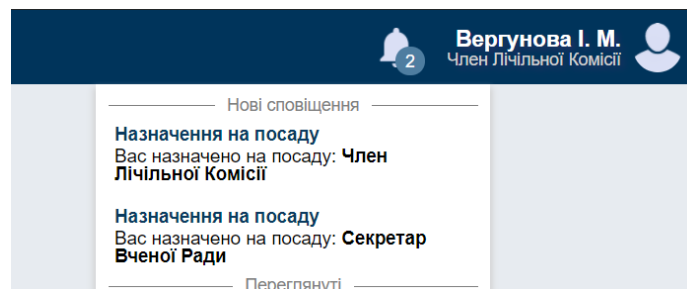 2
Вергунова І. М.
Член Лічільної Комісії
Нові сповіщення
Назначення на посаду
Вас назначено на посаду: Член
Лічільної Комісії
Назначення на посаду
Вас назначено на посаду: Секретар
Вченої Ради
Переглянуті